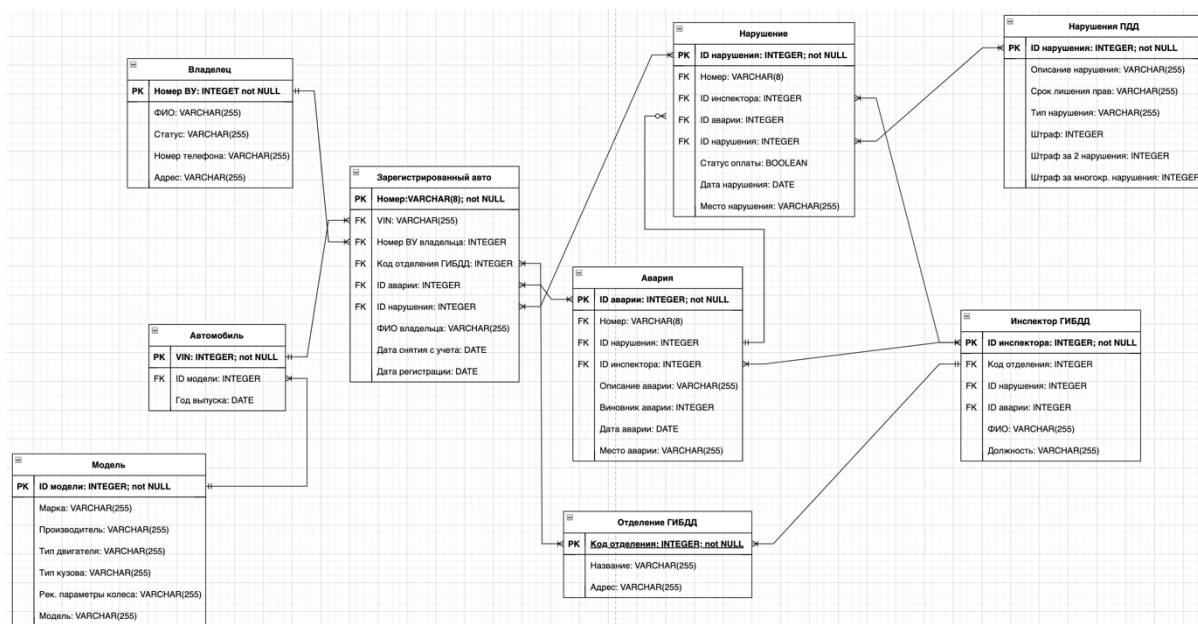 Владелец
PK Номер ВУ: INTEGET not NULL
ФИО: VARCHAR(255)
Статус: VARCHAR(255)
Номер телефона: VARCHAR(255)
Адрес: VARCHAR(255)
Зарегистрированный авто
PK Номер:VARCHAR(8); not NULL
FK VIN: VARCHAR(255)
FK Номер ВУ владельца: INTEGER
FK Код отделения ГИБДД: INTEGER
FK ID аварии: INTEGER
FK ID нарушения: INTEGER
ФИО владельца: VARCHAR(255)
Дата снятия с учета: DATE
Дата регистрации: DATE
Автомобиль
PK VIN: INTEGER; not NULL
FK ID модели: INTEGER
Год выпуска: DATE
Модель
PK ID модели: INTEGER; not NULL
Марка: VARCHAR(255)
Производитель: VARCHAR(255)
Тип двигателя: VARCHAR(255)
Тип кузова: VARCHAR(255)
Рек. параметры колеса: VARCHAR(255)
Модель: VARCHAR(255)
Нарушение
PK ID нарушения: INTEGER; not NULL
FK Номер: VARCHAR(8)
FK ID инспектора: INTEGER
FK ID аварии: INTEGER
FK ID нарушения: INTEGER
Статус оплаты: BOOLEAN
Дата нарушения: DATE
Место нарушения: VARCHAR(255)
Нарушения ПДД
PK ID нарушения: INTEGER; not NULL
Описание нарушения: VARCHAR(255)
Срок лишения прав: VARCHAR(255)
Тип нарушения: VARCHAR(255)
Штраф: INTEGER
Штраф за 2 нарушения: INTEGER
Штраф за многокр. нарушения: INTEGER
Авария
PK ID аварии: INTEGER; not NULL
FK Номер: VARCHAR(8)
FK ID нарушения: INTEGER
FK ID инспектора: INTEGER
Описание аварии: VARCHAR(255)
Виновник аварии: INTEGER
Дата аварии: DATE
Место аварии: VARCHAR(255)
Инспектор ГИБДД
PK ID инспектора: INTEGER; not NULL
FK Код отделения: INTEGER
FK ID нарушения: INTEGER
FK ID аварии: INTEGER
ФИО: VARCHAR(255)
Должность: VARCHAR(255)
Отделение ГИБДД
PK Код отделения: INTEGER; not NULL
Название: VARCHAR(255)
Адрес: VARCHAR(255)